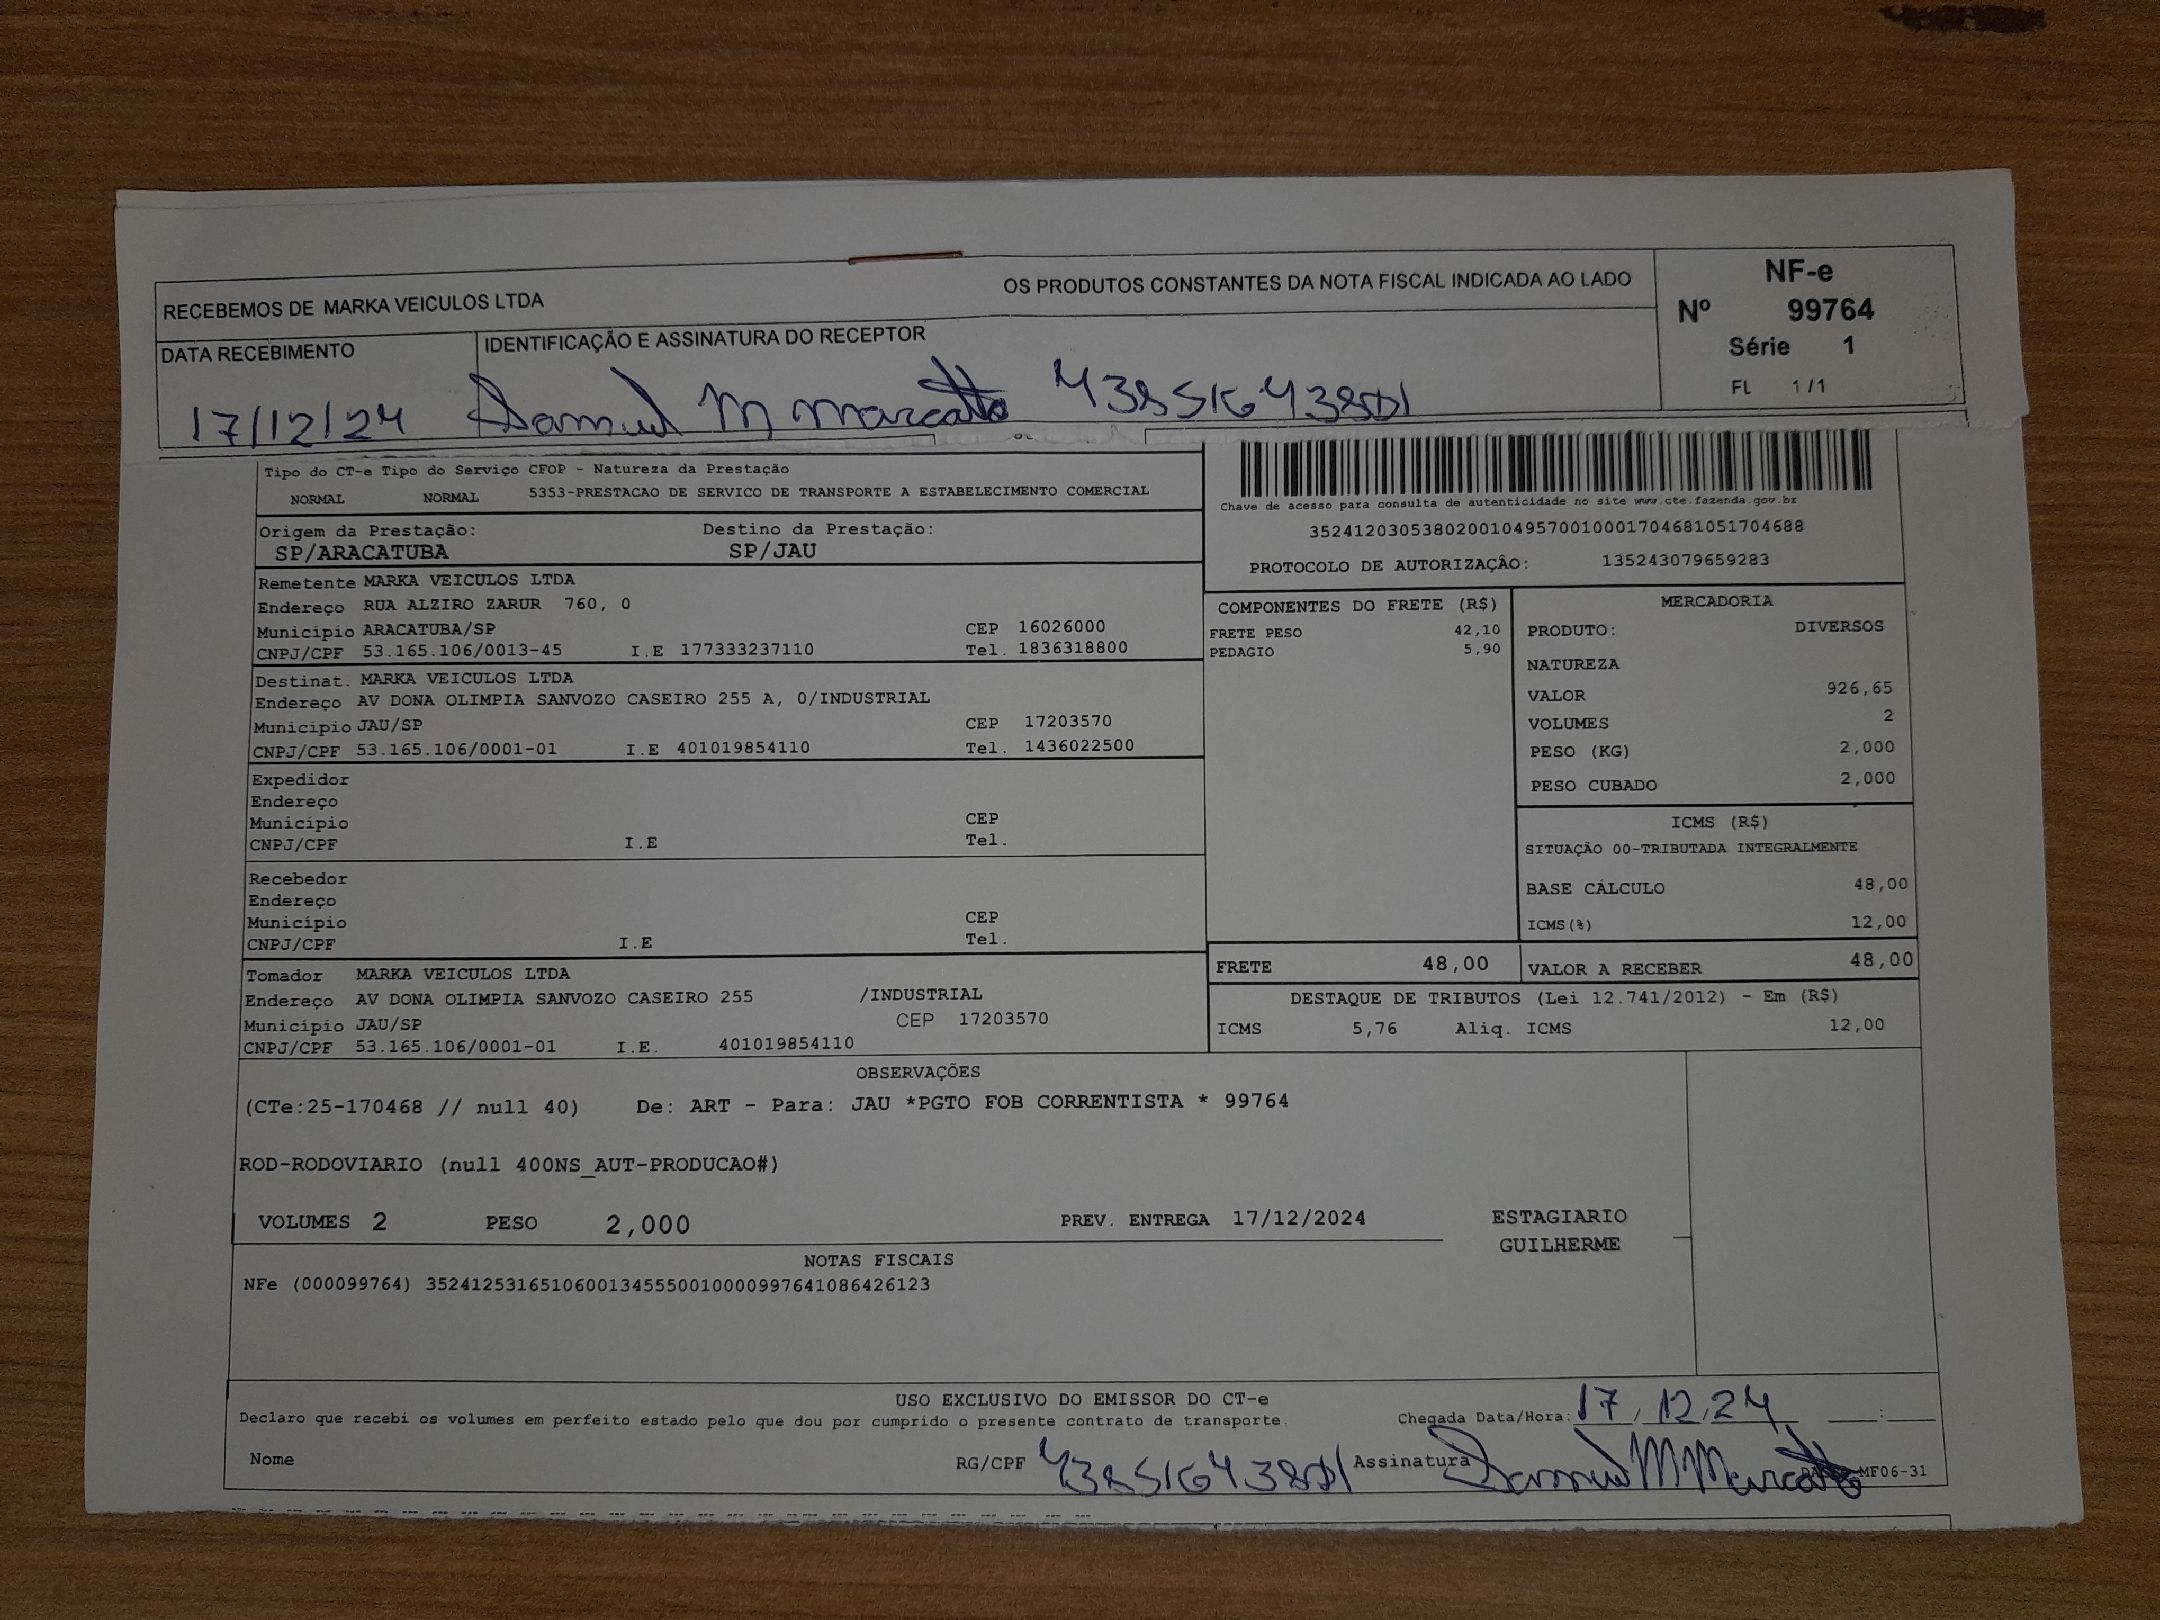 RECEBEMOS DE MARKA VEICULOS LTDA OS PRODUTOS CONSTANTES DA NOTA FISCAL INDICADA AO LADO
NF-e
Nº 99764
Série 1
FL 1/1
DATA RECEBIMENTO IDENTIFICAÇÃO E ASSINATURA DO RECEPTOR
17/12/24 Samuel M Marcatto
Tipo do CT-e Tipo do Serviço CFOP - Natureza da Prestação
NORMAL NORMAL 5353-PRESTACAO DE SERVICO DE TRANSPORTE A ESTABELECIMENTO COMERCIAL
Chave de acesso para consulta de autenticidade no site www.cte.fazenda.gov.br
35241203053802001049570010001704681051704688
PROTOCOLO DE AUTORIZAÇÃO: 135243079659283
Origem da Prestação: Destino da Prestação:
SP/ARACATUBA SP/JAU
Remetente MARKA VEICULOS LTDA
Endereço RUA ALZIRO ZARUR 760, 0
Município ARACATUBA/SP CEP 16026000
CNPJ/CPF 53.165.106/0013-45 I.E 177333237110 Tel. 1836318800
Destinat. MARKA VEICULOS LTDA
Endereço AV DONA OLIMPIA SANVOZO CASEIRO 255 A, 0/INDUSTRIAL
Município JAU/SP CEP 17203570
CNPJ/CPF 53.165.106/0001-01 I.E 401019854110 Tel. 1436022500
Expedidor
Endereço
Município CEP
CNPJ/CPF I.E Tel.
Recebedor
Endereço
Município CEP
CNPJ/CPF I.E Tel.
Tomador MARKA VEICULOS LTDA
Endereço AV DONA OLIMPIA SANVOZO CASEIRO 255 /INDUSTRIAL
Município JAU/SP CEP 17203570
CNPJ/CPF 53.165.106/0001-01 I.E. 401019854110
COMPONENTES DO FRETE (R$)
FRETE PESO 42,10
PEDAGIO 5,90
MERCADORIA
PRODUTO: DIVERSOS
NATUREZA
VALOR 926,65
VOLUMES 2
PESO (KG) 2,000
PESO CUBADO 2,000
ICMS (R$)
SITUAÇÃO 00-TRIBUTADA INTEGRALMENTE
BASE CÁLCULO 48,00
ICMS(%) 12,00
FRETE 48,00 VALOR A RECEBER 48,00
DESTAQUE DE TRIBUTOS (Lei 12.741/2012) - Em (R$)
ICMS 5,76 Aliq. ICMS 12,00
OBSERVAÇÕES
(CTe:25-170468 // null 40) De: ART - Para: JAU *PGTO FOB CORRENTISTA * 99764
ROD-RODOVIARIO (null 400NS_AUT-PRODUCAO#)
VOLUMES 2 PESO 2,000 PREV. ENTREGA 17/12/2024
ESTAGIARIO
GUILHERME
NOTAS FISCAIS
NFe (000099764) 35241253165106001345550010000997641086426123
USO EXCLUSIVO DO EMISSOR DO CT-e
Declaro que recebi os volumes em perfeito estado pelo que dou por cumprido o presente contrato de transporte. Chegada Data/Hora: 17,12,24 :
Nome RG/CPF Assinatura Samuel M Marcatto MF06-31